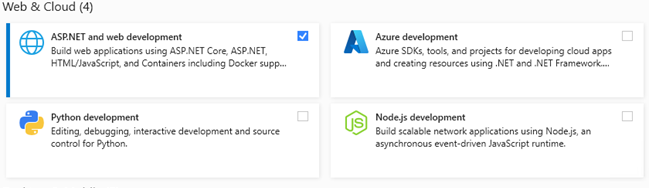 Web & Cloud (4)
ASP.NET and web development
Build web applications using ASP.NET Core, ASP.NET,
HTML/JavaScript, and Containers including Docker supp...
Azure development
Azure SDKs, tools, and projects for developing cloud apps
and creating resources using .NET and .NET Framework....
Python development
Editing, debugging, interactive development and source
control for Python.
Node.js development
Build scalable network applications using Node.js, an
asynchronous event-driven JavaScript runtime.